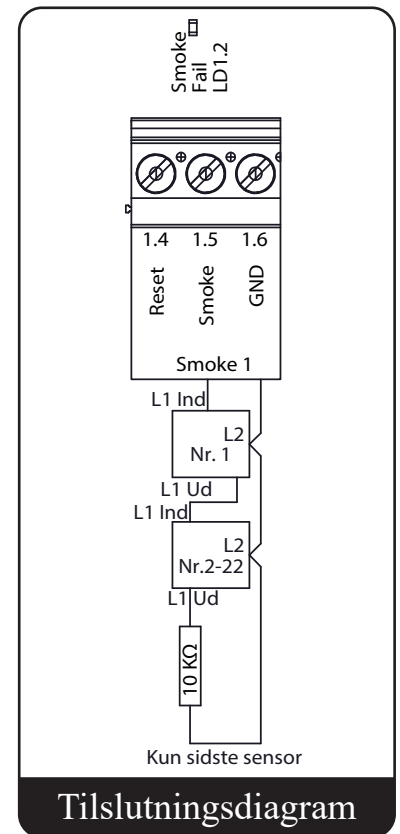 Smoke
Fail
LD1.2
1.4 1.5 1.6
Reset
Smoke
GND
Smoke 1
L1 Ind
L2
Nr. 1
L1 Ud
L1 Ind
L2
Nr.2-22
L1 Ud
10 KΩ
Kun sidste sensor
Tilslutningsdiagram